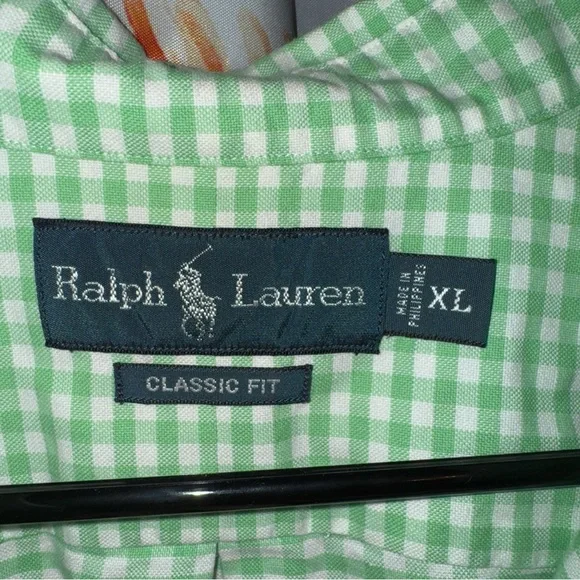 Ralph Lauren
MADE IN
PHILIPPINES
XL
CLASSIC FIT